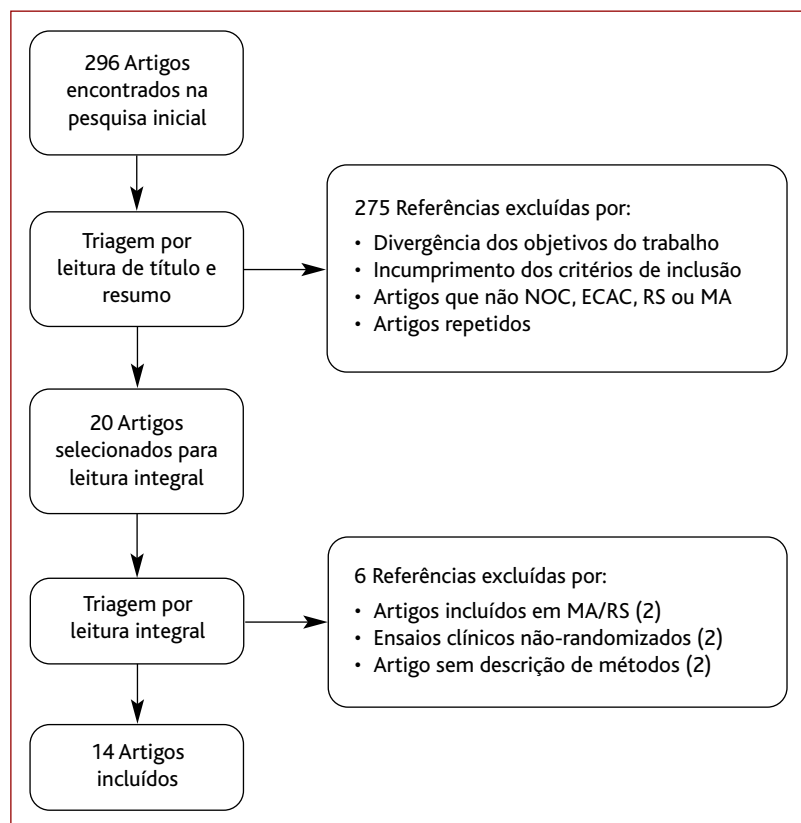 296 Artigos
encontrados na
pesquisa inicial
Triagem por
leitura de título e
resumo
275 Referências excluídas por:
• Divergência dos objetivos do trabalho
• Incumprimento dos critérios de inclusão
• Artigos que não NOC, ECAC, RS ou MA
• Artigos repetidos
20 Artigos
selecionados para
leitura integral
Triagem por
leitura integral
6 Referências excluídas por:
• Artigos incluídos em MA/RS (2)
• Ensaios clínicos não-randomizados (2)
• Artigo sem descrição de métodos (2)
14 Artigos
incluídos